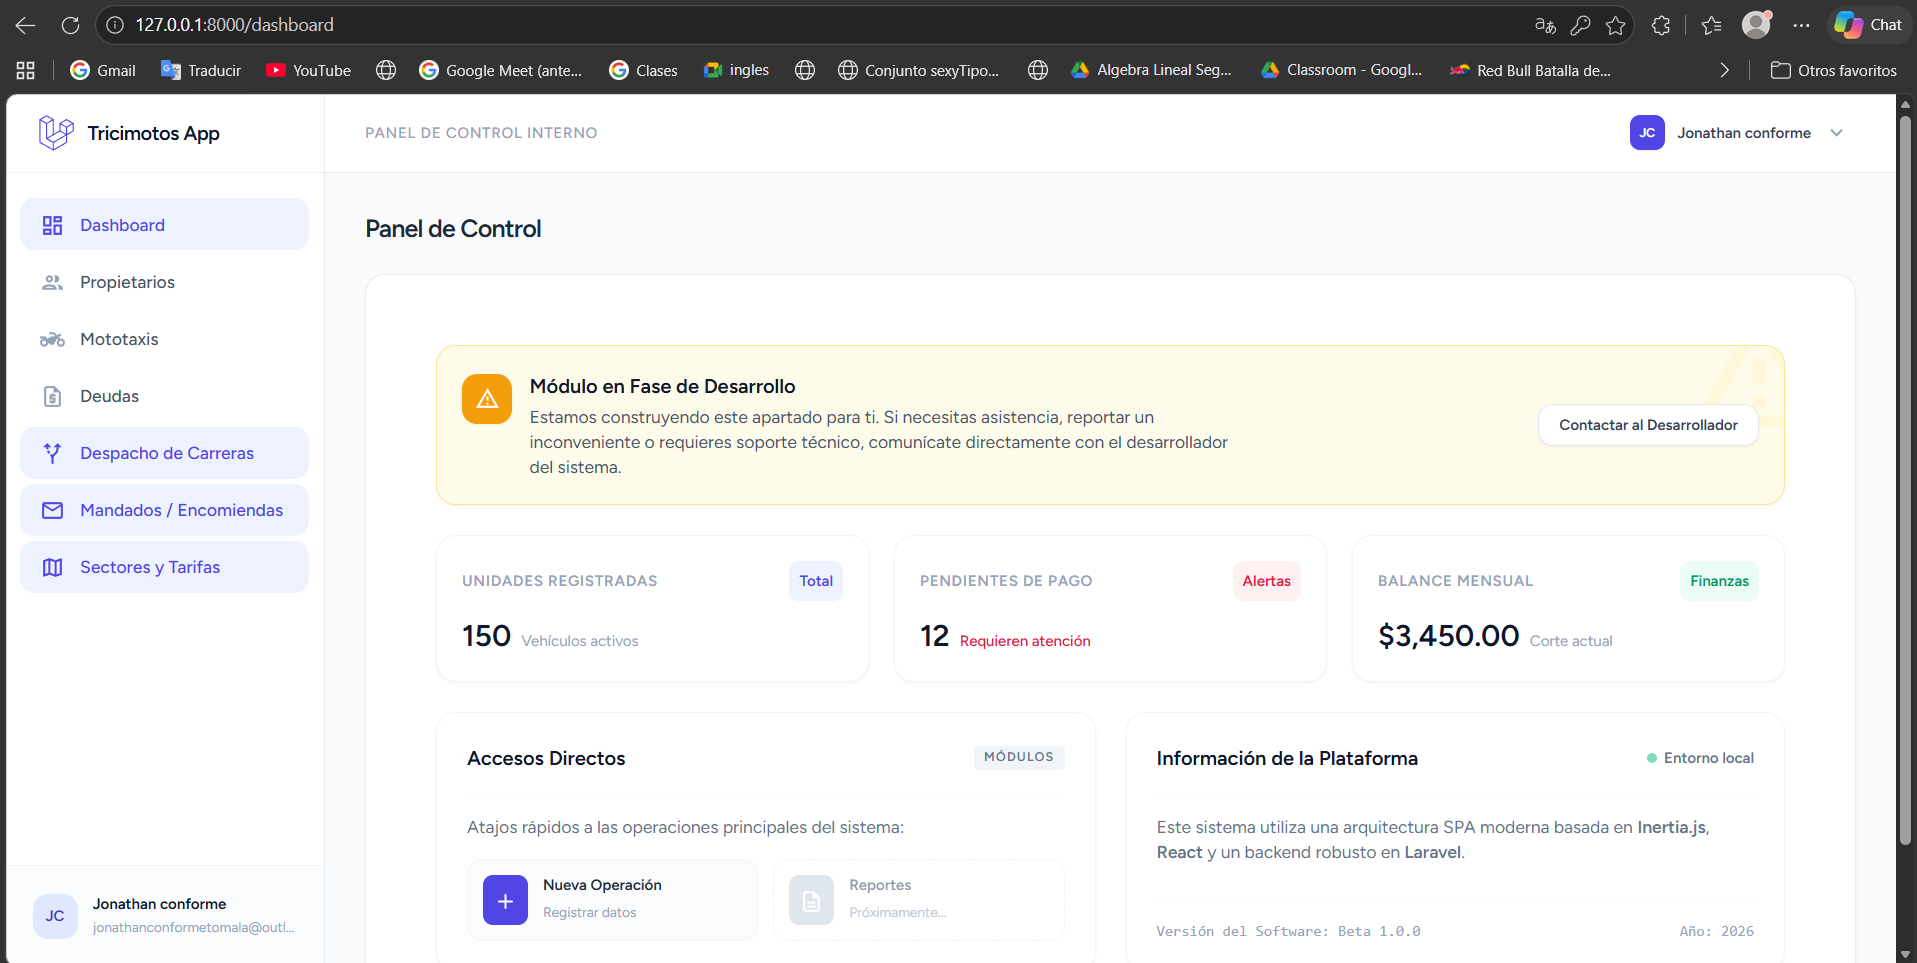 127.0.0.1:8000/dashboard
Chat
Gmail
Traducir
YouTube
Google Meet (ante...
Clases
ingles
Conjunto sexyTipo...
Algebra Lineal Seg...
Classroom - Googl...
Red Bull Batalla de...
Otros favoritos
Tricimotos App
PANEL DE CONTROL INTERNO
JC
Jonathan conforme
Dashboard
Propietarios
Mototaxis
Deudas
Despacho de Carreras
Mandados / Encomiendas
Sectores y Tarifas
JC
Jonathan conforme
jonathanconformetomala@outl...
Panel de Control
Módulo en Fase de Desarrollo
Estamos construyendo este apartado para ti. Si necesitas asistencia, reportar un
inconveniente o requieres soporte técnico, comunícate directamente con el desarrollador
del sistema.
Contactar al Desarrollador
UNIDADES REGISTRADAS
Total
150 Vehículos activos
PENDIENTES DE PAGO
Alertas
12 Requieren atención
BALANCE MENSUAL
Finanzas
$3,450.00 Corte actual
Accesos Directos
MÓDULOS
Atajos rápidos a las operaciones principales del sistema:
Nueva Operación
Registrar datos
Reportes
Próximamente...
Información de la Plataforma
Entorno local
Este sistema utiliza una arquitectura SPA moderna basada en Inertia.js,
React y un backend robusto en Laravel.
Versión del Software: Beta 1.0.0
Año: 2026